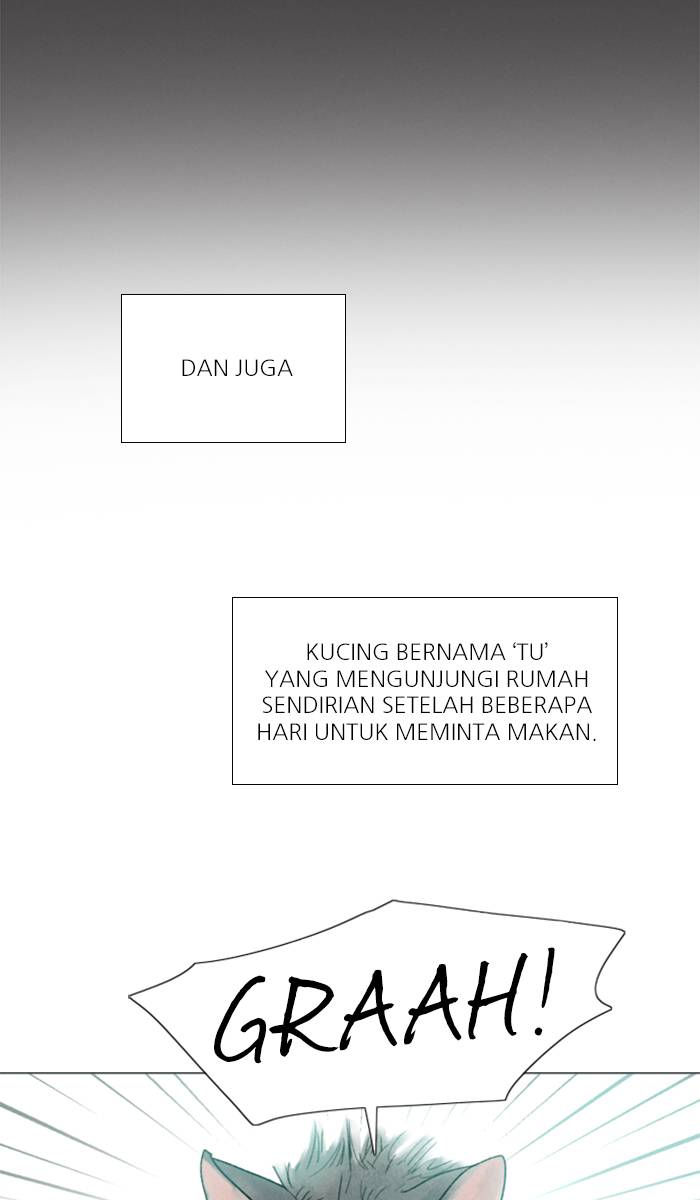 DAN JUGA
KUCING BERNAMA ‘TU’
YANG MENGUNJUNGI RUMAH
SENDIRIAN SETELAH BEBERAPA
HARI UNTUK MEMINTA MAKAN.
GRAAH!